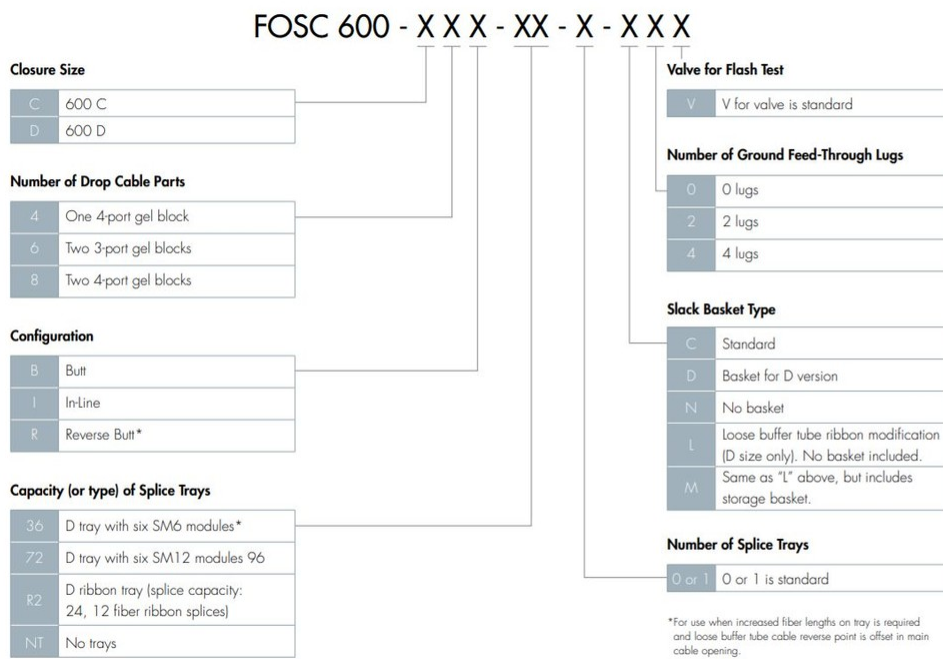 FOSC 600 - X X X - XX - X - X X X
Closure Size
C 600 C
D 600 D
Number of Drop Cable Parts
4 One 4-port gel block
6 Two 3-port gel blocks
8 Two 4-port gel blocks
Configuration
B Butt
I In-Line
R Reverse Butt*
Capacity (or type) of Splice Trays
36 D tray with six SM6 modules*
72 D tray with six SM12 modules 96
R2 D ribbon tray (splice capacity:
24, 12 fiber ribbon splices)
NT No trays
Valve for Flash Test
V V for valve is standard
Number of Ground Feed-Through Lugs
0 0 lugs
2 2 lugs
4 4 lugs
Slack Basket Type
C Standard
D Basket for D version
N No basket
L Loose buffer tube ribbon modification
(D size only). No basket included.
M Same as "L" above, but includes
storage basket.
Number of Splice Trays
0 or 1 0 or 1 is standard
*For use when increased fiber lengths on tray is required
and loose buffer tube cable reverse point is offset in main
cable opening.